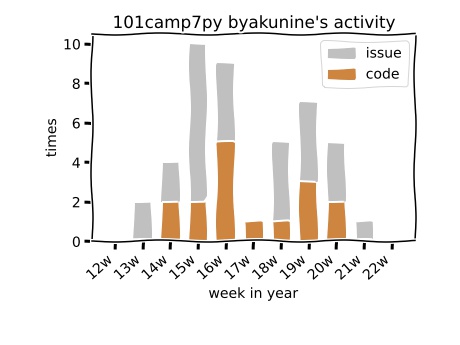 101camp7py byakunine's activity
issue
code
10
8
6
4
2
0
times
12w 13w 14w 15w 16w 17w 18w 19w 20w 21w 22w
week in year